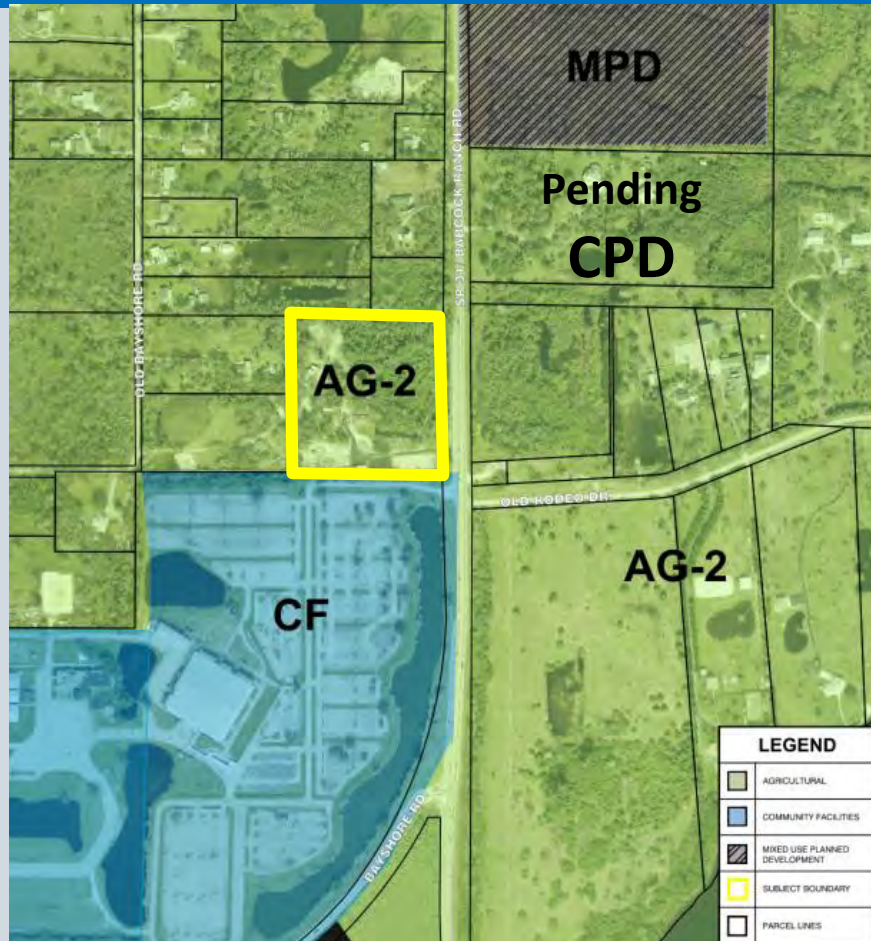 MPD
Pending
CPD
SR 31 / BABCOCK RANCH RD
OLD BAYSHORE RD
AG-2
OLD RODEO DR
AG-2
CF
BAYSHORE RD
LEGEND
AGRICULTURAL
COMMUNITY FACILITIES
MIXED USE PLANNED
DEVELOPMENT
SUBJECT BOUNDARY
PARCEL LINES